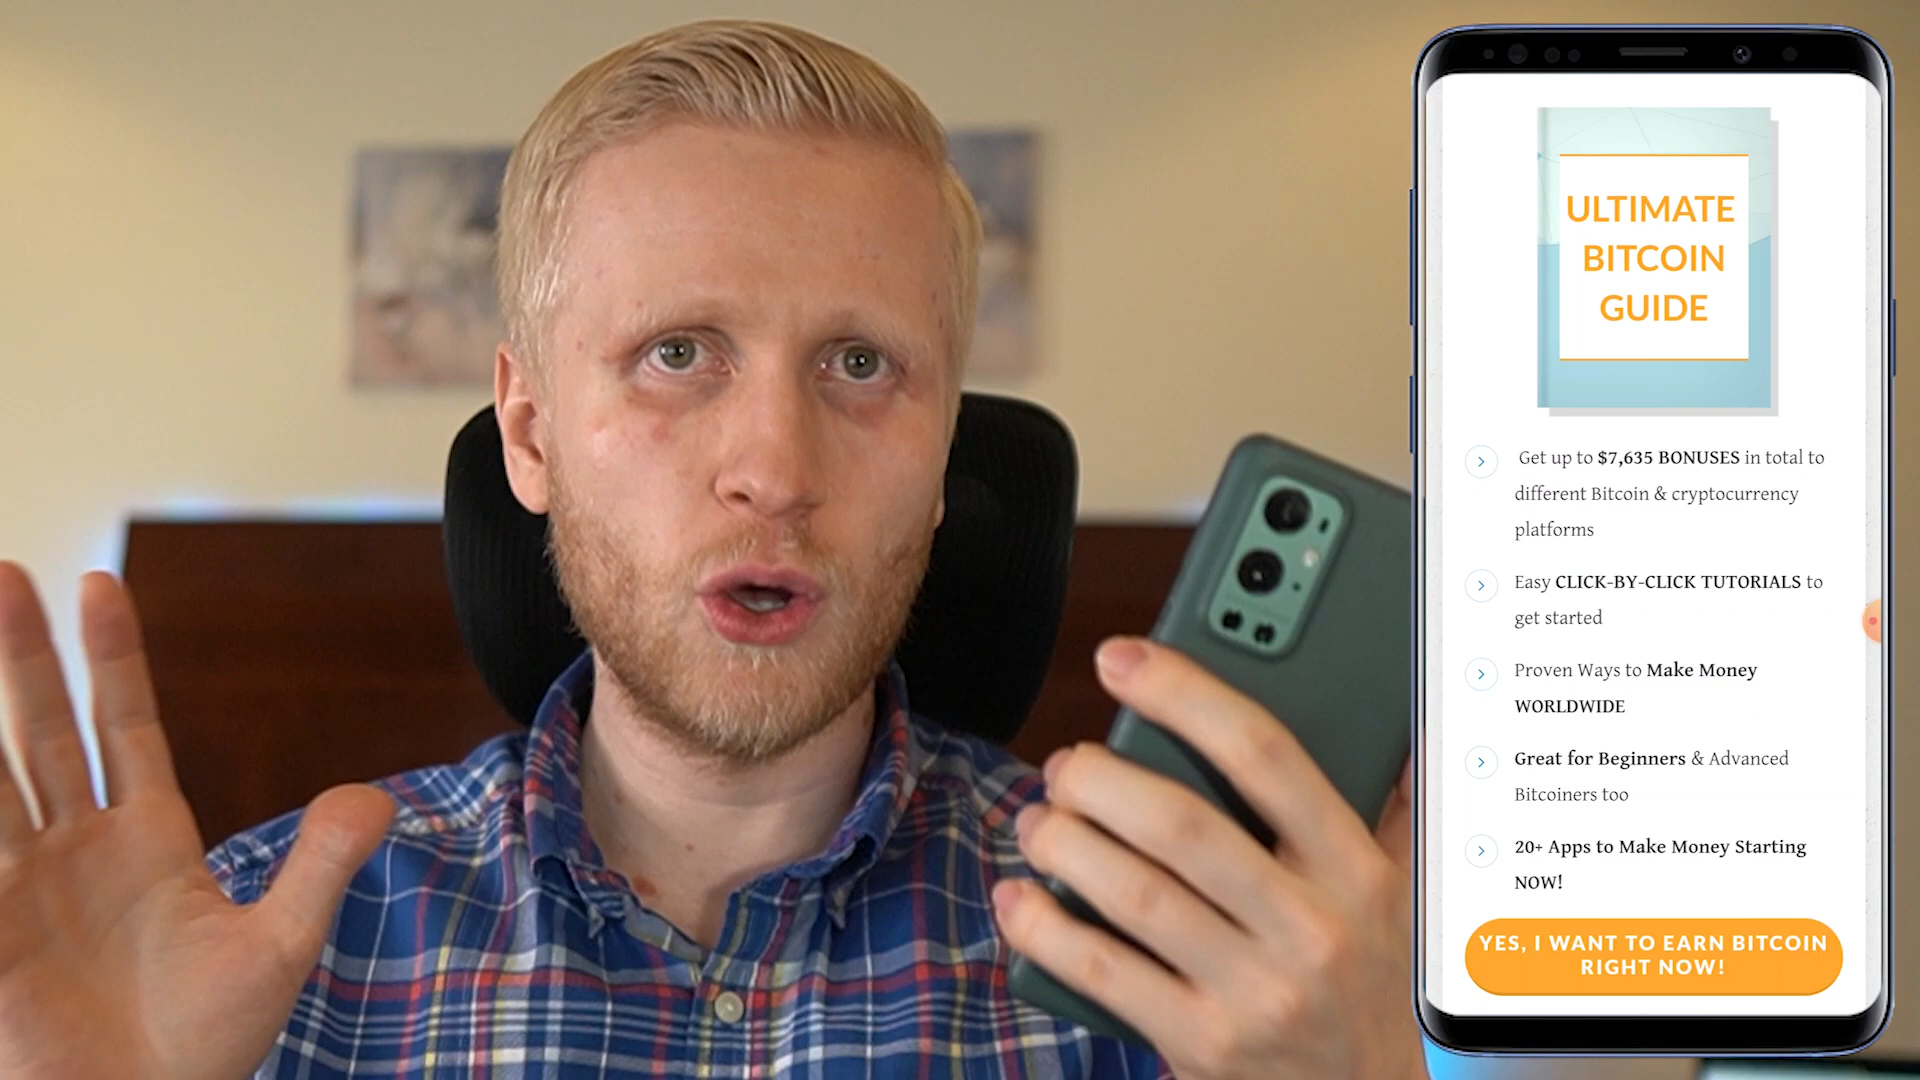 ULTIMATE
BITCOIN
GUIDE
Get up to $7,635 BONUSES in total to
different Bitcoin & cryptocurrency
platforms
Easy CLICK-BY-CLICK TUTORIALS to
get started
Proven Ways to Make Money
WORLDWIDE
Great for Beginners & Advanced
Bitcoiners too
20+ Apps to Make Money Starting
NOW!
YES, I WANT TO EARN BITCOIN
RIGHT NOW!